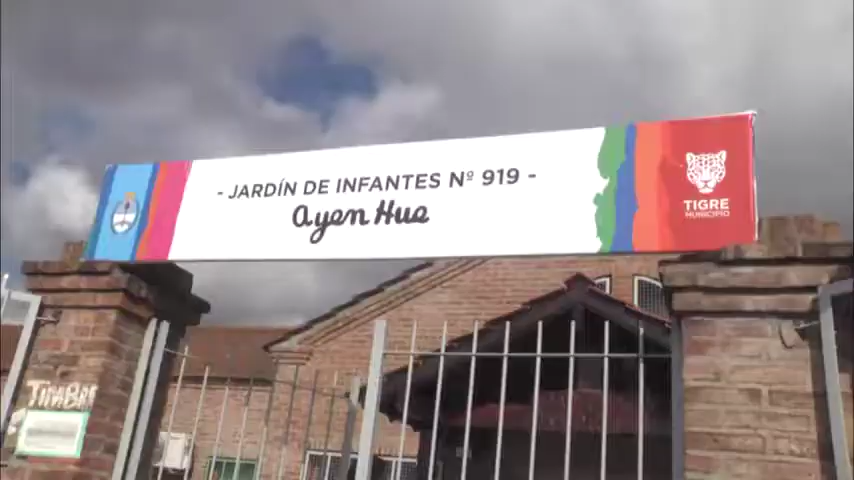 - JARDÍN DE INFANTES Nº 919 -
Ayen Hue
TIGRE
MUNICIPIO
TIMBRE